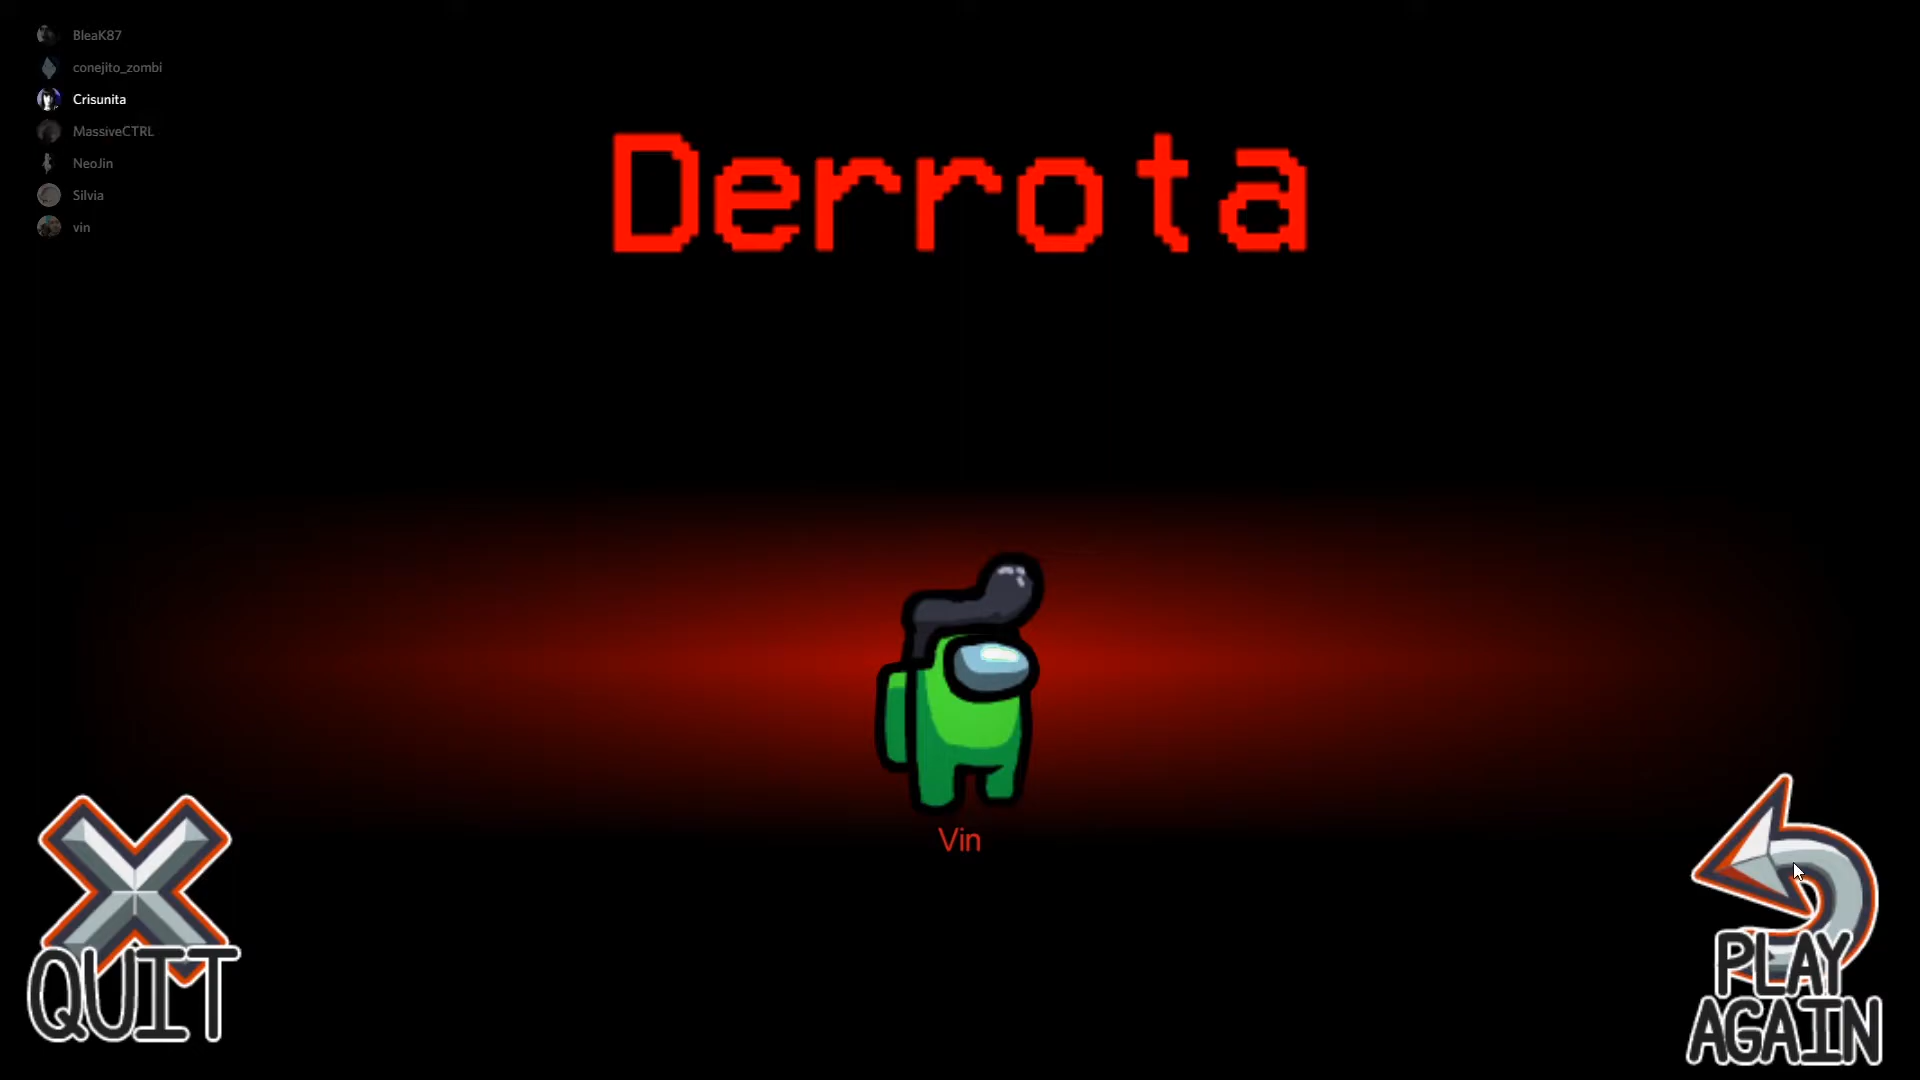 BleaK87
conejito_zombi
Crisunita
MassiveCTRL
NeoJin
Silvia
vin
Derrota
Vin
QUIT
PLAY
AGAIN